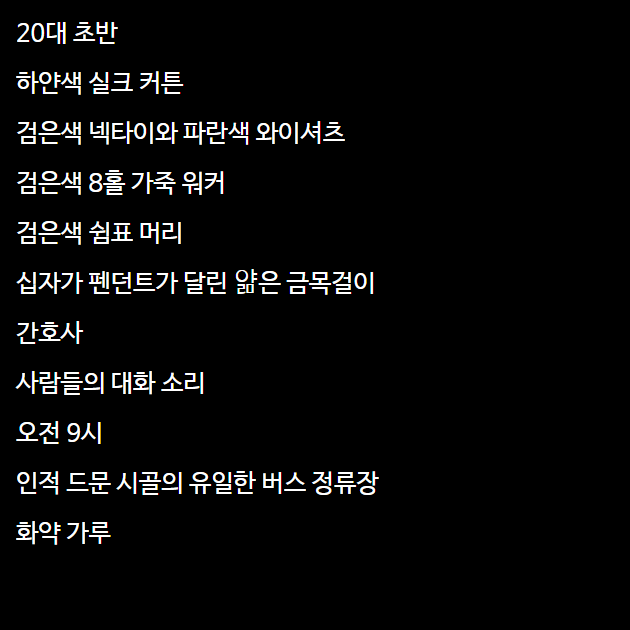 20대 초반
하얀색 실크 커튼
검은색 넥타이와 파란색 와이셔츠
검은색 8홀 가죽 워커
검은색 쉼표 머리
십자가 펜던트가 달린 얆은 금목걸이
간호사
사람들의 대화 소리
오전 9시
인적 드문 시골의 유일한 버스 정류장
화약 가루